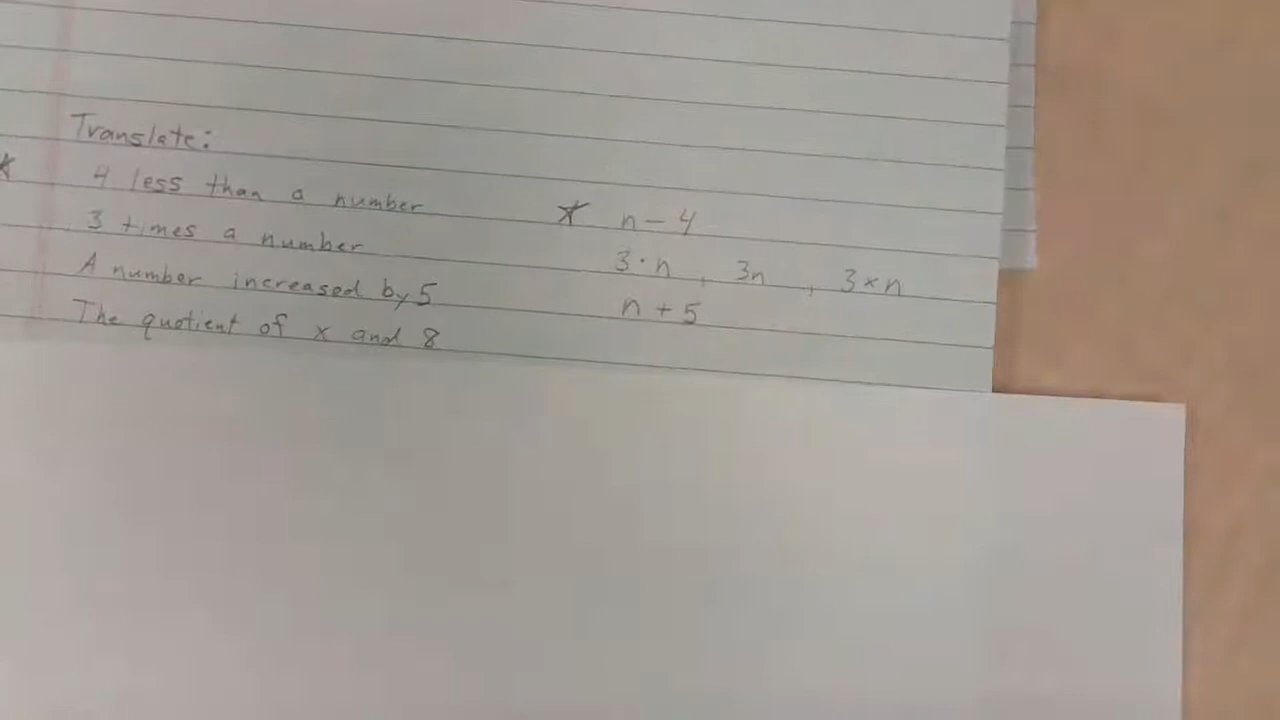 Translate:
* 4 less than a number * n - 4
3 times a number 3 · n , 3n , 3 × n
A number increased by 5 n + 5
The quotient of x and 8